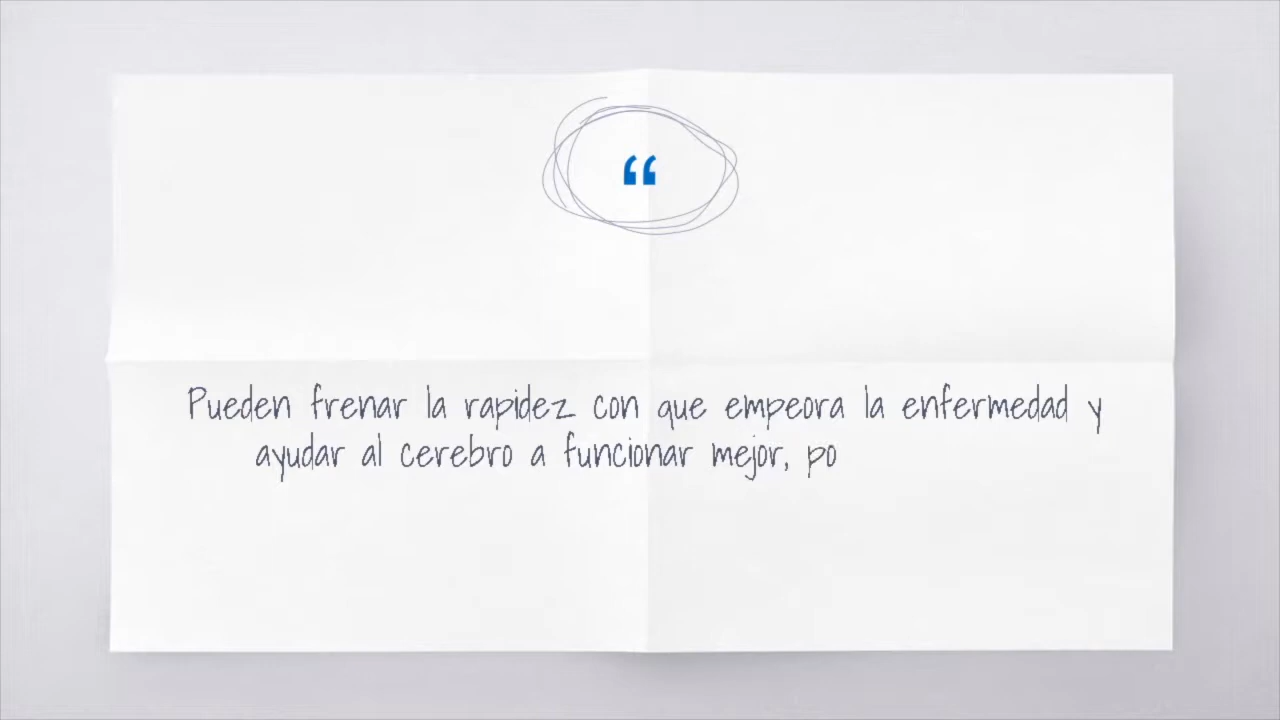 “
Pueden frenar la rapidez con que empeora la enfermedad y
ayudar al cerebro a funcionar mejor, po